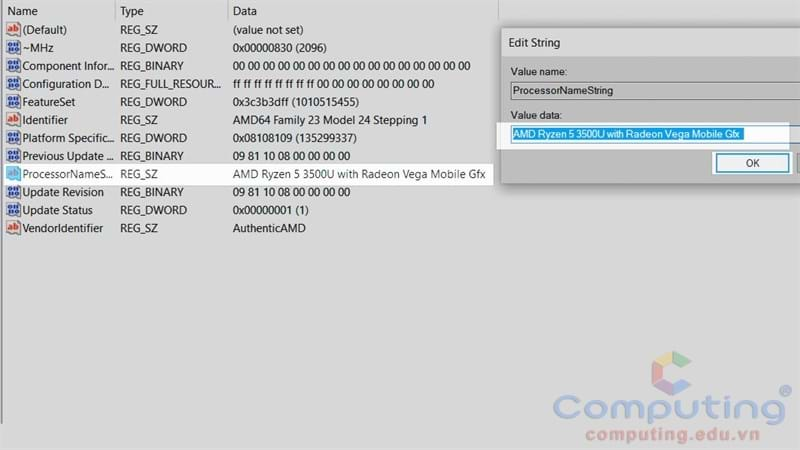 Name Type Data
(Default) REG_SZ (value not set)
~MHz REG_DWORD 0x00000830 (2096)
Component Infor... REG_BINARY 00 00 00 00 00 00 00 00 00 00 00 00 00 00 00 00
Configuration D... REG_FULL_RESOUR... ff ff ff ff ff ff ff ff 00 00 00 00 00 00 00 00
FeatureSet REG_DWORD 0x3c3b3dff (1010515455)
Identifier REG_SZ AMD64 Family 23 Model 24 Stepping 1
Platform Specific... REG_DWORD 0x08108109 (135299337)
Previous Update ... REG_BINARY 09 81 10 08 00 00 00 00
ProcessorNameS... REG_SZ AMD Ryzen 5 3500U with Radeon Vega Mobile Gfx
Update Revision REG_BINARY 09 81 10 08 00 00 00 00
Update Status REG_DWORD 0x00000001 (1)
VendorIdentifier REG_SZ AuthenticAMD
Edit String
Value name:
ProcessorNameString
Value data:
AMD Ryzen 5 3500U with Radeon Vega Mobile Gfx
OK
Computing®
computing.edu.vn